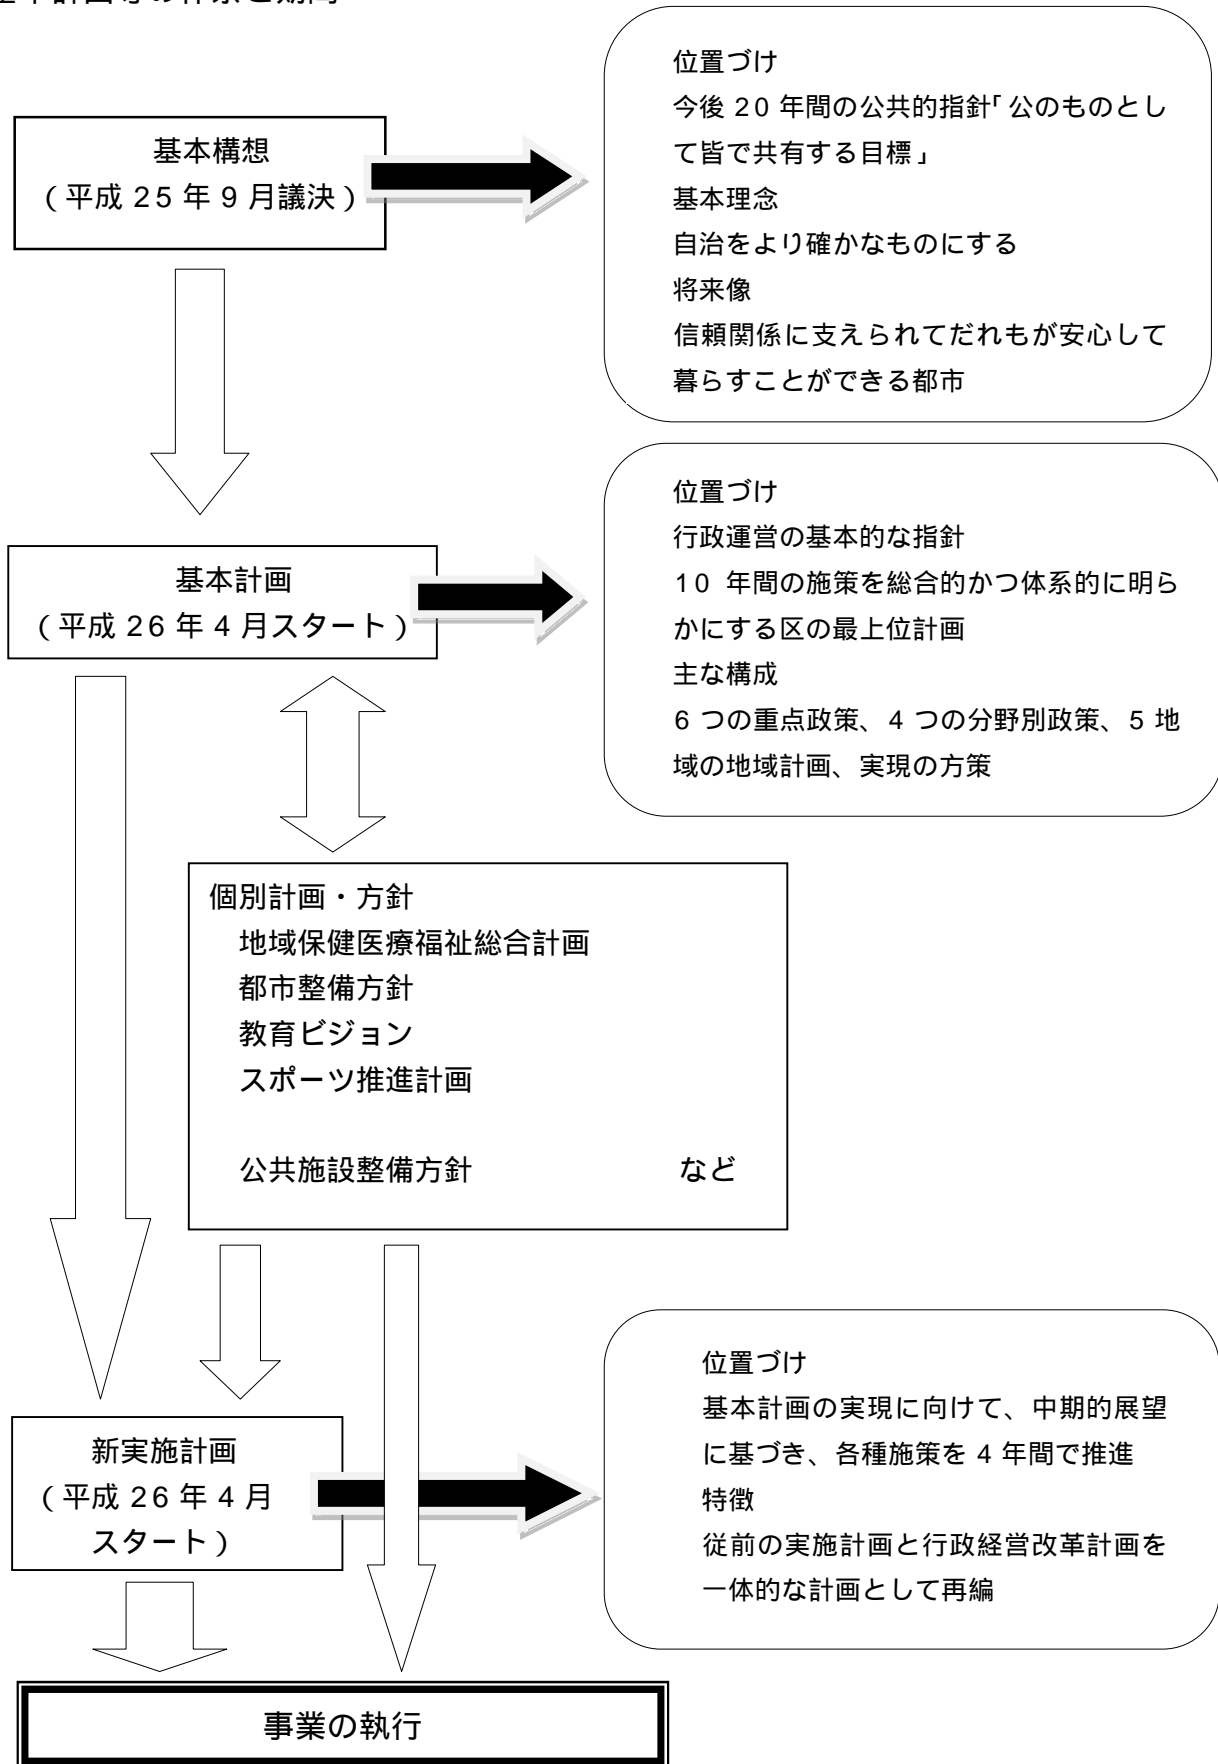 基本構想
（平成 25 年 9 月議決）
位置づけ
今後 20 年間の公共的指針「公のものとし
て皆で共有する目標」
基本理念
自治をより確かなものにする
将来像
信頼関係に支えられてだれもが安心して
暮らすことができる都市
基本計画
（平成 26 年 4 月スタート）
位置づけ
行政運営の基本的な指針
10 年間の施策を総合的かつ体系的に明ら
かにする区の最上位計画
主な構成
6 つの重点政策、4 つの分野別政策、5 地
域の地域計画、実現の方策
個別計画・方針
地域保健医療福祉総合計画
都市整備方針
教育ビジョン
スポーツ推進計画
公共施設整備方針 など
新実施計画
（平成 26 年 4 月
スタート）
位置づけ
基本計画の実現に向けて、中期的展望
に基づき、各種施策を 4 年間で推進
特徴
従前の実施計画と行政経営改革計画を
一体的な計画として再編
事業の執行